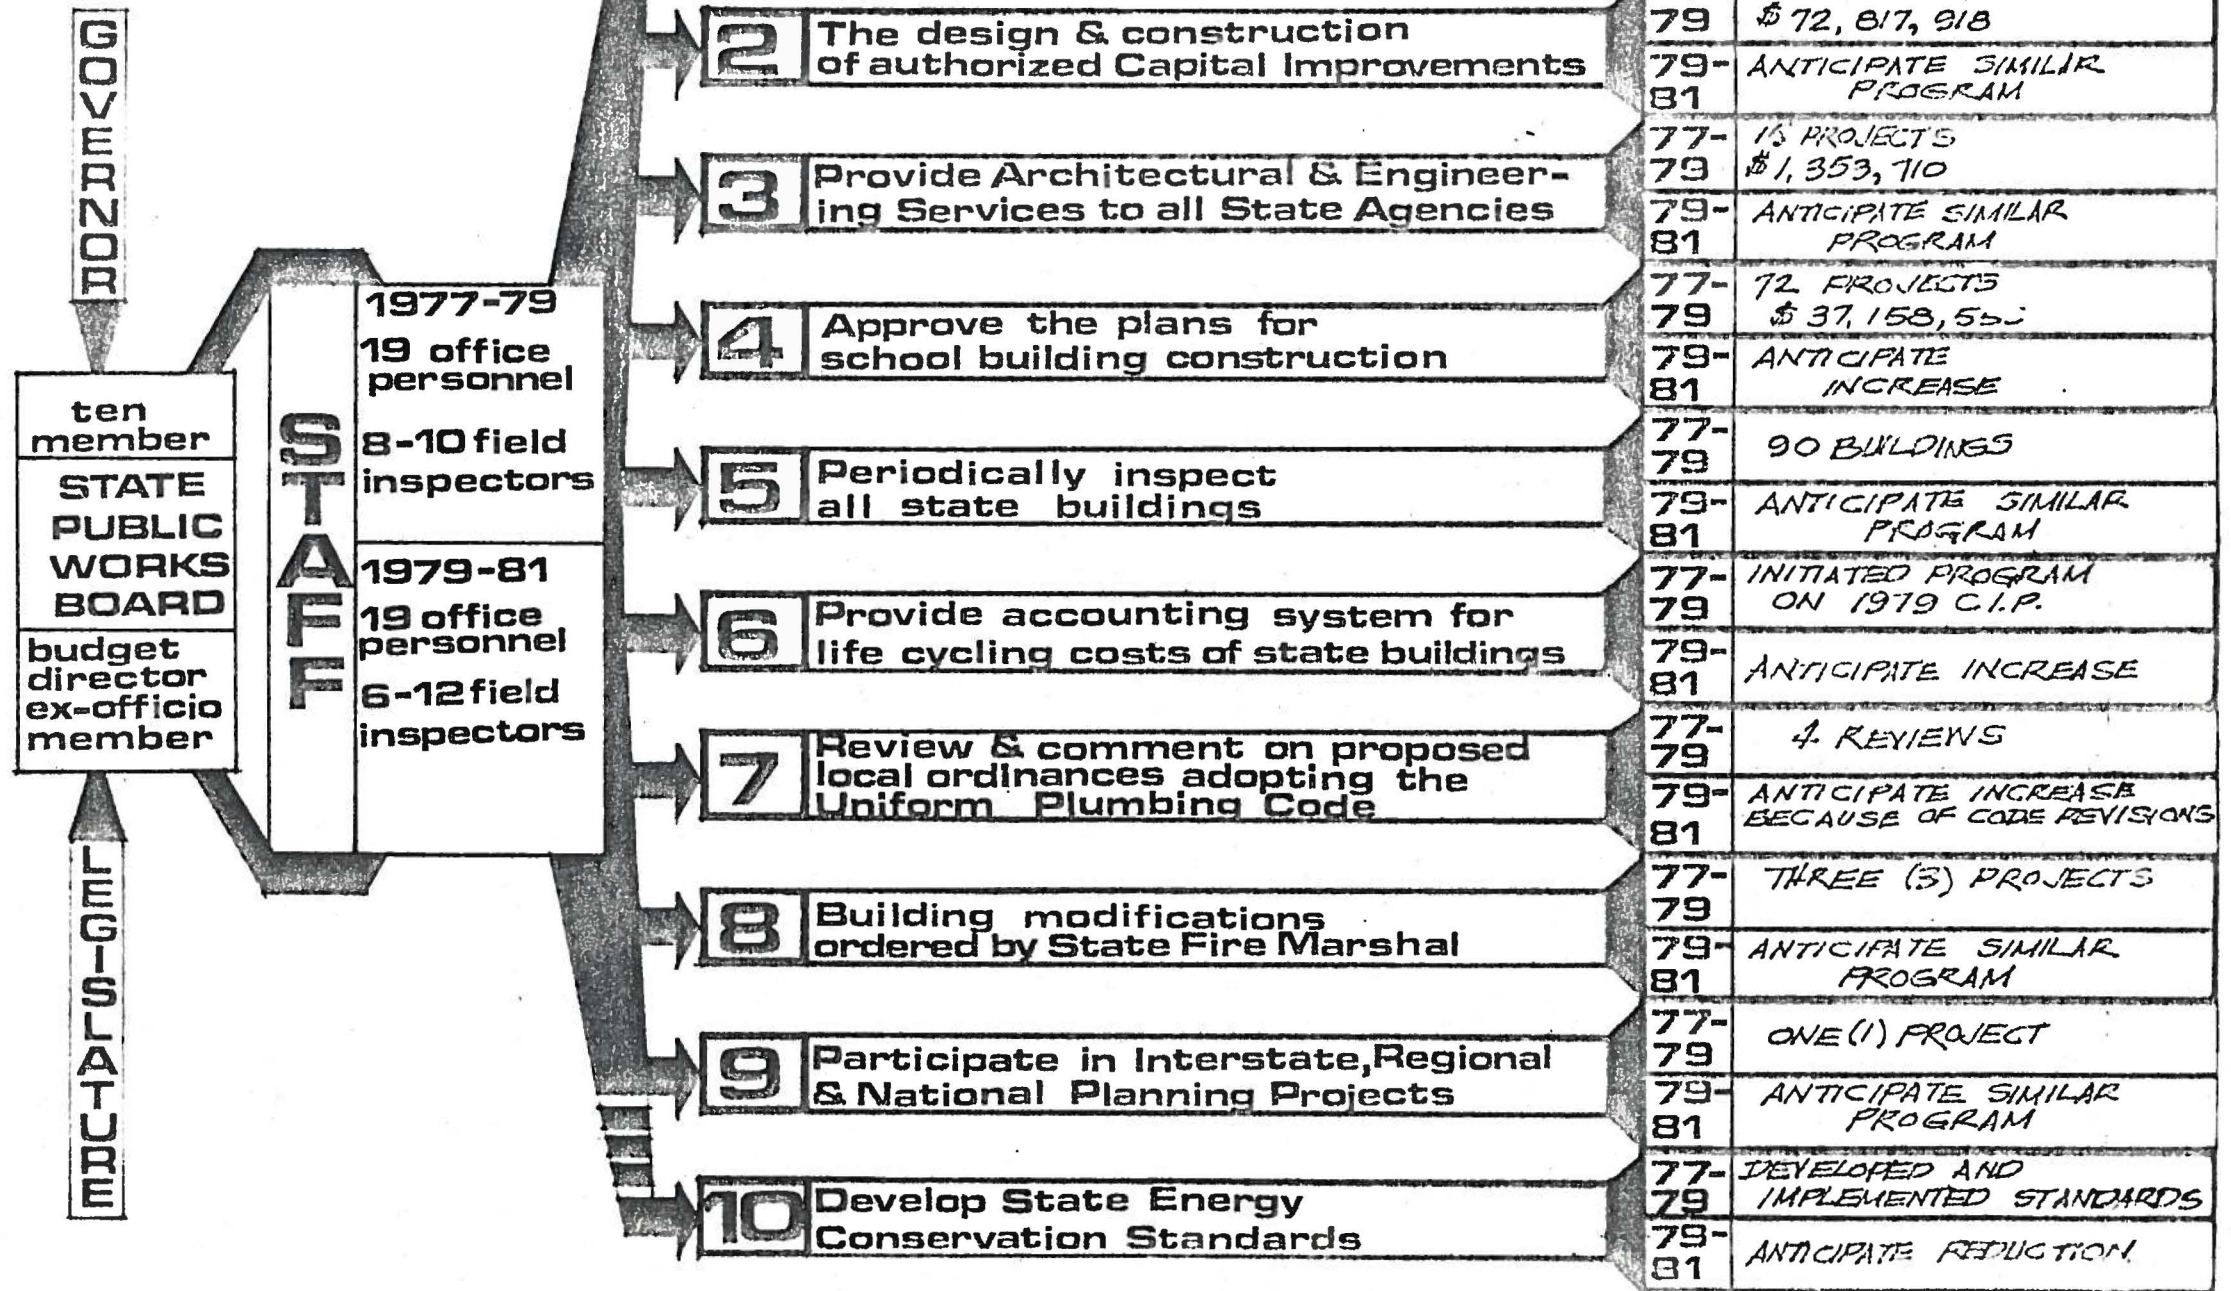 GOVERNOR
ten
member
STATE
PUBLIC
WORKS
BOARD
budget
director
ex-officio
member
LEGISLATURE
STAFF
1977-79
19 office
personnel
8-10 field
inspectors
1979-81
19 office
personnel
6-12 field
inspectors
2
The design & construction
of authorized Capital Improvements
79
$72,817,918
79-
81
ANTICIPATE SIMILAR
PROGRAM
3
Provide Architectural & Engineer-
ing Services to all State Agencies
77-
79
PROJECTS
$1,353,710
79-
81
ANTICIPATE SIMILAR
PROGRAM
4
Approve the plans for
school building construction
77-
79
72 PROJECTS
79-
81
ANTICIPATE
INCREASE
5
Periodically inspect
all state buildings
77-
79
90 BUILDINGS
79-
81
ANTICIPATE SIMILAR
PROGRAM
6
Provide accounting system for
life cycling costs of state buildings
77-
79
INITIATED PROGRAM
ON 1979 C.I.P.
79-
81
ANTICIPATE INCREASE
7
Review & comment on proposed
local ordinances adopting the
Uniform Plumbing Code
77-
79
4 REVIEWS
79-
81
ANTICIPATE INCREASE
BECAUSE OF CODE REVISIONS
8
Building modifications
ordered by State Fire Marshal
77-
79
THREE (3) PROJECTS
79-
81
ANTICIPATE SIMILAR
PROGRAM
9
Participate in Interstate,Regional
& National Planning Projects
77-
79
ONE (1) PROJECT
79-
81
ANTICIPATE SIMILAR
PROGRAM
10
Develop State Energy
Conservation Standards
77-
79
DEVELOPED AND
IMPLEMENTED STANDARDS
79-
81
ANTICIPATE REDUCTION